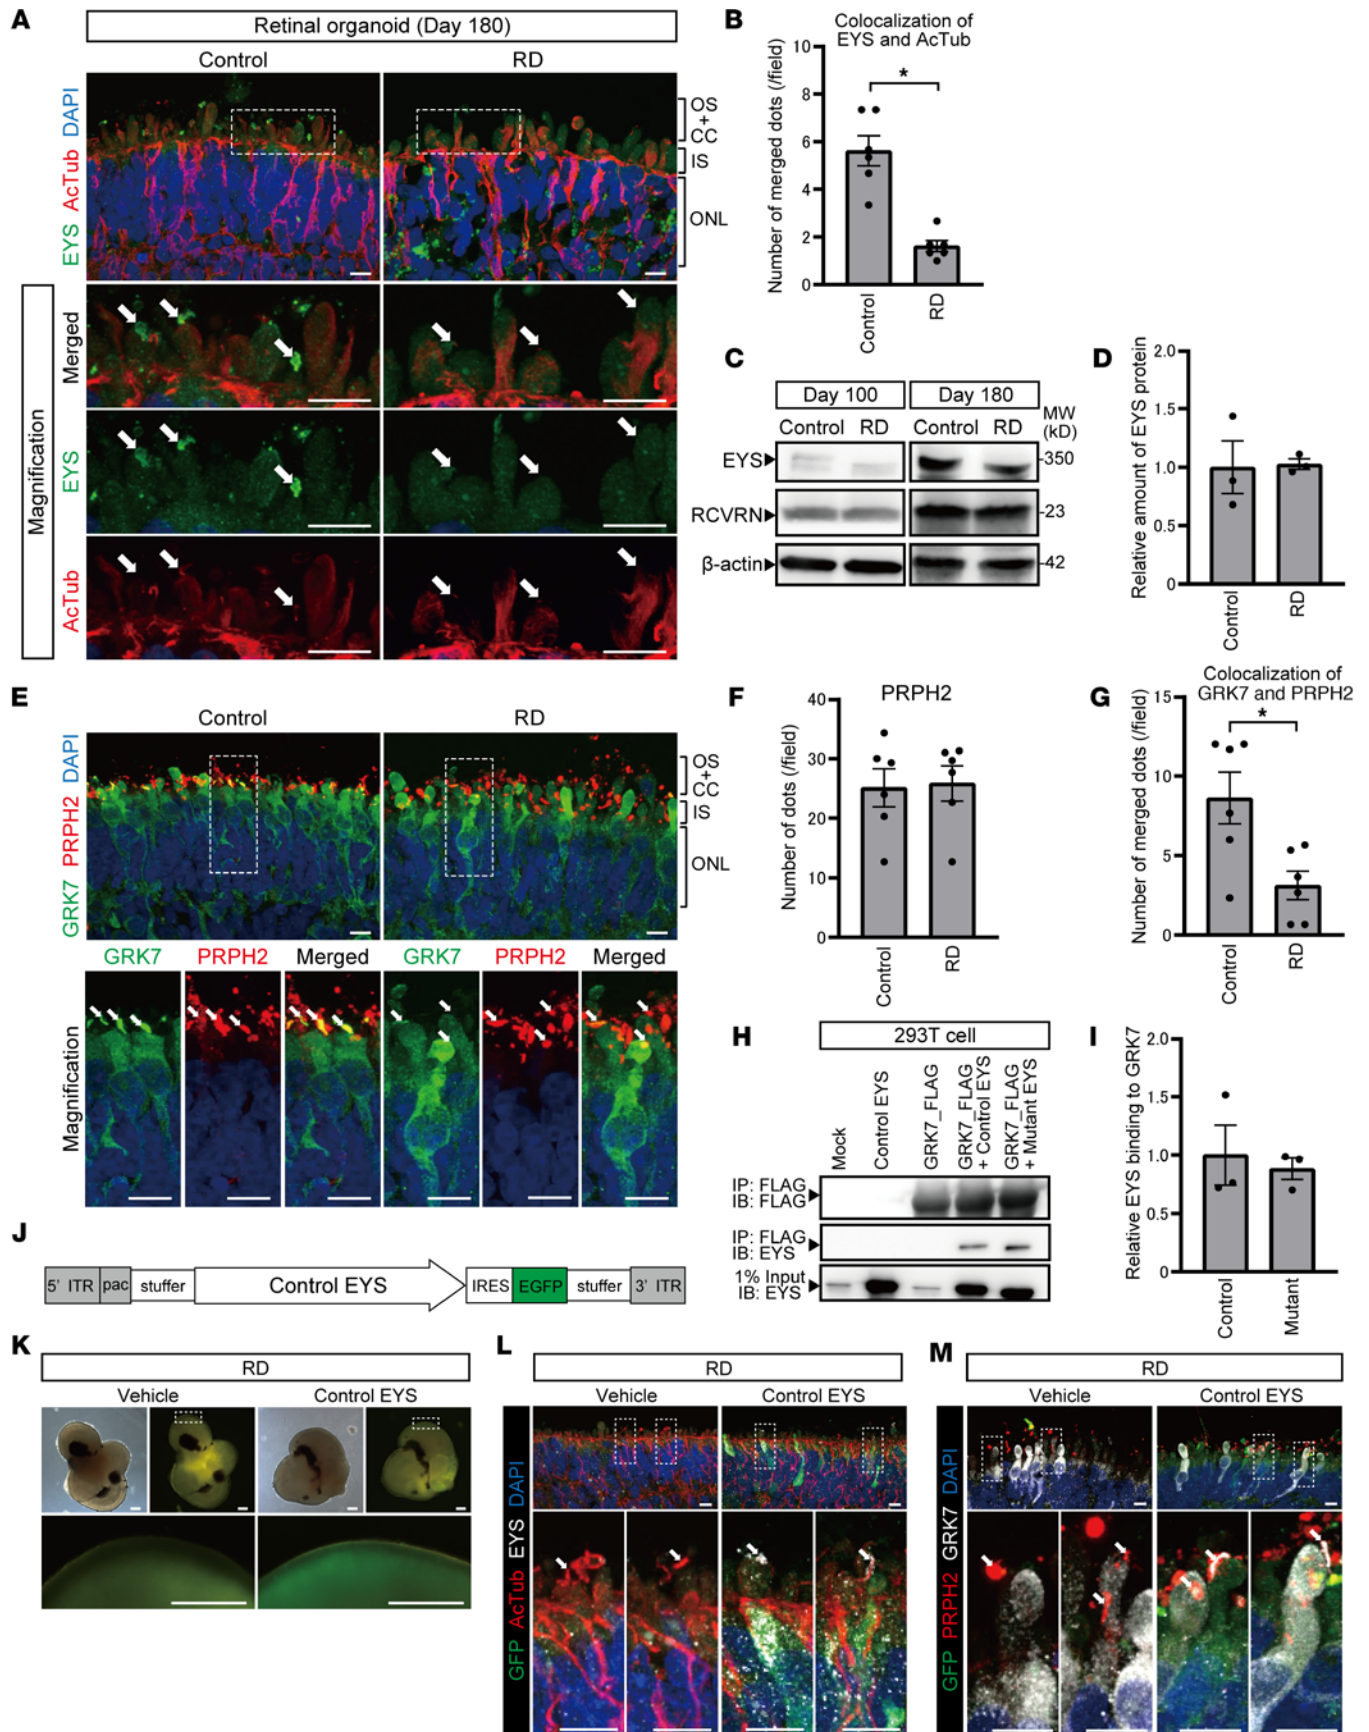 A
Retinal organoid (Day 180)
Control
RD
EYS AcTub DAPI
OS
+
CC
IS
ONL
Magnification
Merged
EYS
AcTub
B
Colocalization of
EYS and AcTub
Number of merged dots (/field)
6
4
2
0
*
Control
RD
C
Day 100
Day 180
Control
RD
Control
RD
MW
(kD)
EYS
-350
RCVRN
-23
β-actin
-42
D
Relative amount of EYS protein
2.0
1.5
1.0
0.5
0
Control
RD
E
Control
RD
GRK7 PRPH2 DAPI
OS
+
CC
IS
ONL
GRK7
PRPH2
Merged
GRK7
PRPH2
Merged
Magnification
F
PRPH2
Number of dots (/field)
40
30
20
10
0
Control
RD
G
Colocalization of
GRK7 and PRPH2
Number of merged dots (/field)
15
10
5
0
*
Control
RD
H
293T cell
Mock
Control EYS
GRK7_FLAG
GRK7_FLAG
+ Control EYS
GRK7_FLAG
+ Mutant EYS
IP: FLAG
IB: FLAG
IP: FLAG
IB: EYS
1% Input
IB: EYS
I
Relative EYS binding to GRK7
2.0
1.5
1.0
0.5
0
Control
Mutant
J
5' ITR
pac
stuffer
Control EYS
IRES
EGFP
stuffer
3' ITR
K
RD
Vehicle
Control EYS
L
RD
Vehicle
Control EYS
GFP AcTub EYS DAPI
M
RD
Vehicle
Control EYS
GFP PRPH2 GRK7 DAPI